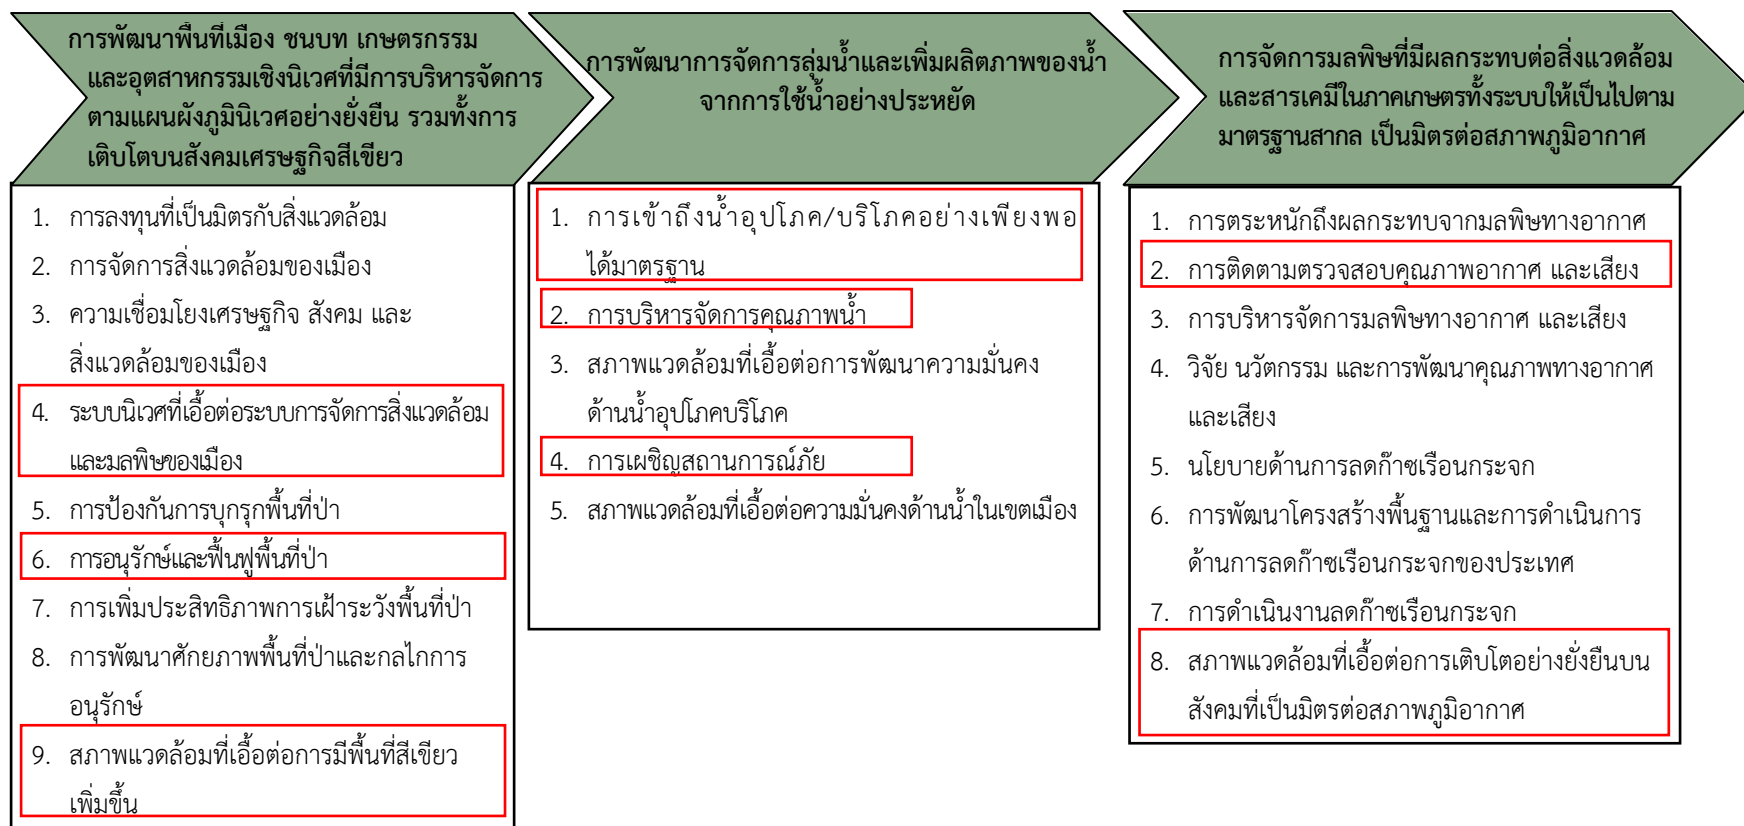 การพัฒนาพื้นที่เมือง ชนบท เกษตรกรรม
และอุตสาหกรรมเชิงนิเวศที่มีการบริหารจัดการ
ตามแผนผังภูมินิเวศอย่างยั่งยืน รวมทั้งการ
เติบโตบนสังคมเศรษฐกิจสีเขียว
1. การลงทุนที่เป็นมิตรกับสิ่งแวดล้อม
2. การจัดการสิ่งแวดล้อมของเมือง
3. ความเชื่อมโยงเศรษฐกิจ สังคม และ
สิ่งแวดล้อมของเมือง
4. ระบบนิเวศที่เอื้อต่อระบบการจัดการสิ่งแวดล้อม
และมลพิษของเมือง
5. การป้องกันการบุกรุกพื้นที่ป่า
6. การอนุรักษ์และฟื้นฟูพื้นที่ป่า
7. การเพิ่มประสิทธิภาพการเฝ้าระวังพื้นที่ป่า
8. การพัฒนาศักยภาพพื้นที่ป่าและกลไกการ
อนุรักษ์
9. สภาพแวดล้อมที่เอื้อต่อการมีพื้นที่สีเขียว
เพิ่มขึ้น
การพัฒนาการจัดการลุ่มน้ำและเพิ่มผลิตภาพของน้ำ
จากการใช้น้ำอย่างประหยัด
1. การเข้าถึงน้ำอุปโภค/บริโภคอย่างเพียงพอ
ได้มาตรฐาน
2. การบริหารจัดการคุณภาพน้ำ
3. สภาพแวดล้อมที่เอื้อต่อการพัฒนาความมั่นคง
ด้านน้ำอุปโภคบริโภค
4. การเผชิญสถานการณ์ภัย
5. สภาพแวดล้อมที่เอื้อต่อความมั่นคงด้านน้ำในเขตเมือง
การจัดการมลพิษที่มีผลกระทบต่อสิ่งแวดล้อม
และสารเคมีในภาคเกษตรทั้งระบบให้เป็นไปตาม
มาตรฐานสากล เป็นมิตรต่อสภาพภูมิอากาศ
1. การตระหนักถึงผลกระทบจากมลพิษทางอากาศ
2. การติดตามตรวจสอบคุณภาพอากาศ และเสียง
3. การบริหารจัดการมลพิษทางอากาศ และเสียง
4. วิจัย นวัตกรรม และการพัฒนาคุณภาพทางอากาศ
และเสียง
5. นโยบายด้านการลดก๊าซเรือนกระจก
6. การพัฒนาโครงสร้างพื้นฐานและการดำเนินการ
ด้านการลดก๊าซเรือนกระจกของประเทศ
7. การดำเนินงานลดก๊าซเรือนกระจก
8. สภาพแวดล้อมที่เอื้อต่อการเติบโตอย่างยั่งยืนบน
สังคมที่เป็นมิตรต่อสภาพภูมิอากาศ